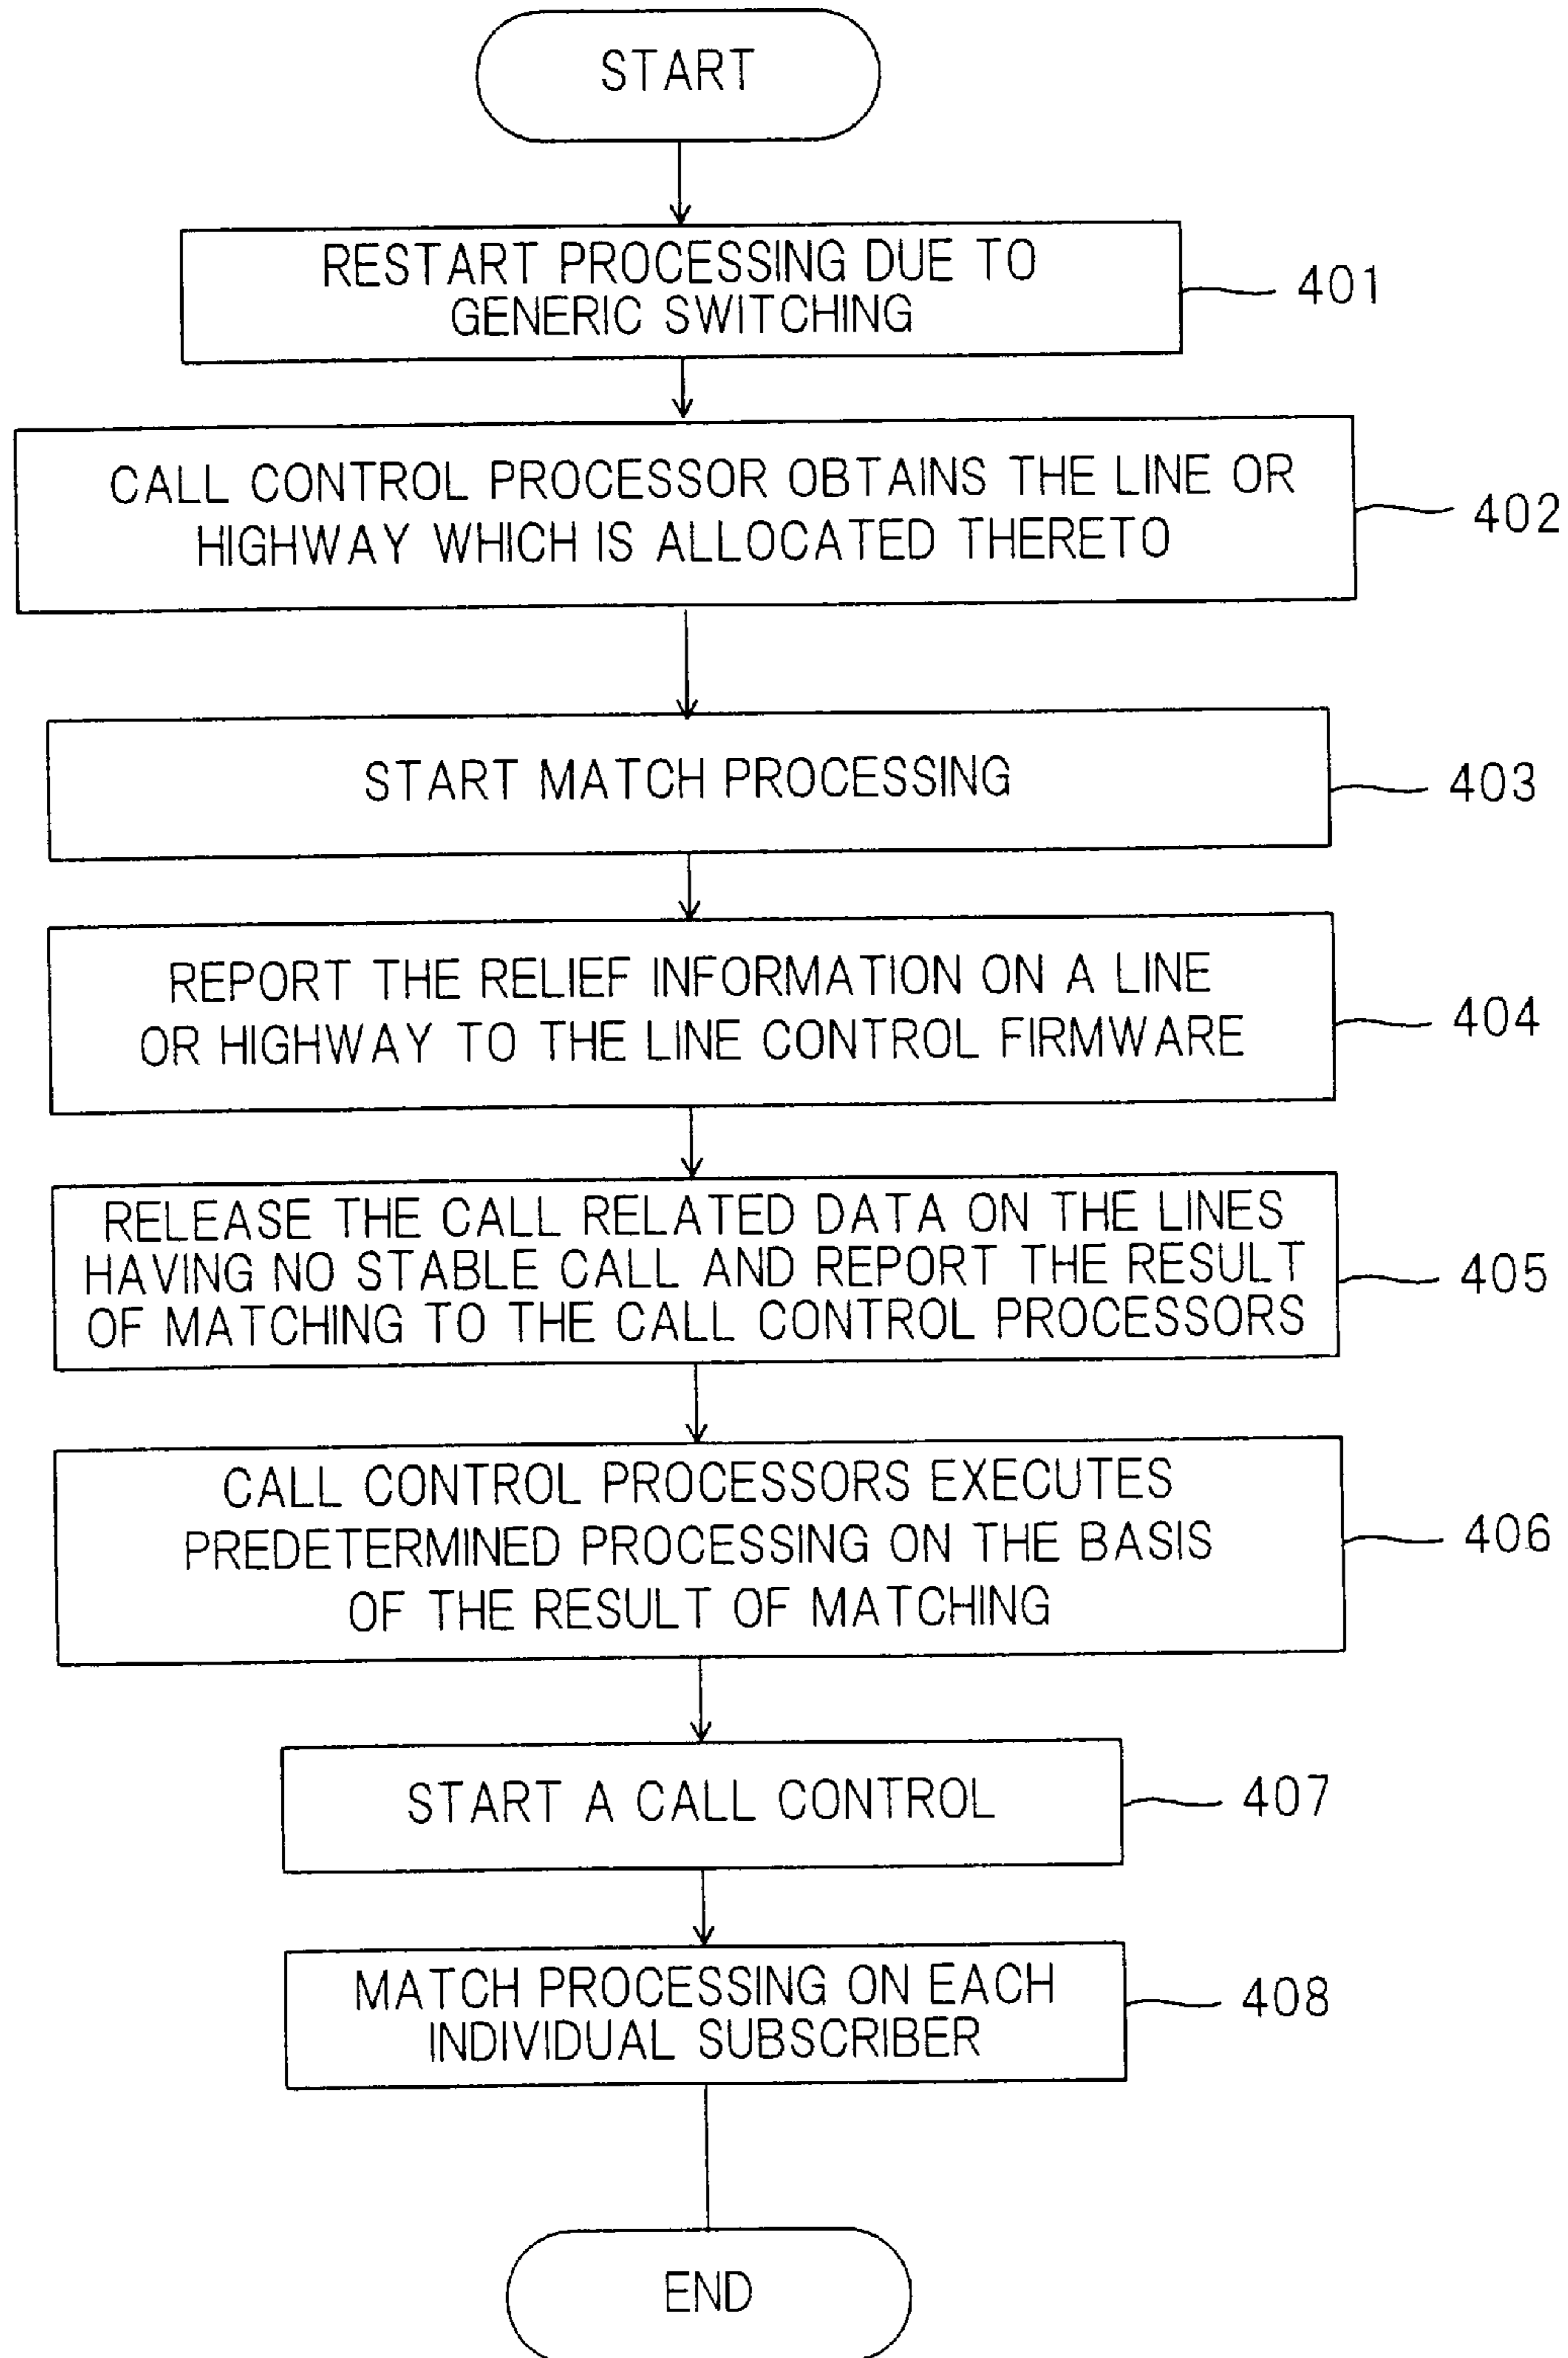 START
RESTART PROCESSING DUE TO
GENERIC SWITCHING
401
CALL CONTROL PROCESSOR OBTAINS THE LINE OR
HIGHWAY WHICH IS ALLOCATED THERETO
402
START MATCH PROCESSING
403
REPORT THE RELIEF INFORMATION ON A LINE
OR HIGHWAY TO THE LINE CONTROL FIRMWARE
404
RELEASE THE CALL RELATED DATA ON THE LINES
HAVING NO STABLE CALL AND REPORT THE RESULT
OF MATCHING TO THE CALL CONTROL PROCESSORS
405
CALL CONTROL PROCESSORS EXECUTES
PREDETERMINED PROCESSING ON THE BASIS
OF THE RESULT OF MATCHING
406
START A CALL CONTROL
407
MATCH PROCESSING ON EACH
INDIVIDUAL SUBSCRIBER
408
END